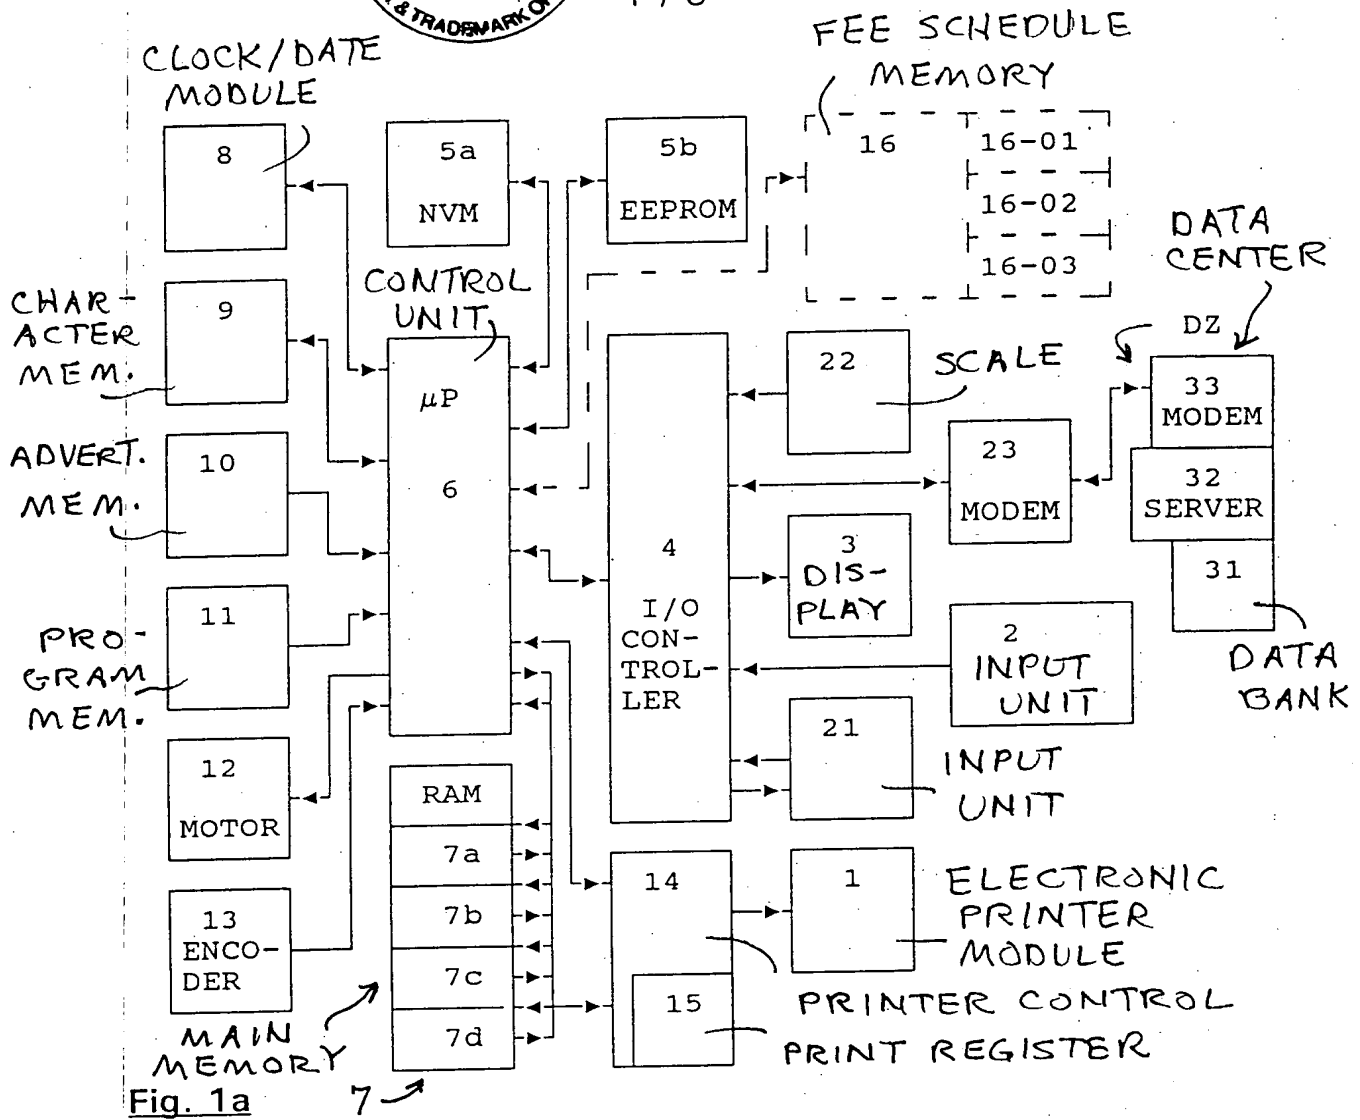 & TRADEMARK
FEE SCHEDULE
MEMORY
CLOCK/DATE
MODULE
8
5a
NVM
5b
EEPROM
16
16-01
16-02
16-03
DATA
CENTER
DZ
CHAR-
ACTER
MEM.
9
CONTROL
UNIT
μP
6
22
SCALE
33
MODEM
32
SERVER
31
DATA
BANK
23
MODEM
ADVERT.
MEM.
10
4
I/O
CON-
TROL-
LER
3
DIS-
PLAY
2
INPUT
UNIT
PRO-
GRAM
MEM.
11
21
INPUT
UNIT
12
MOTOR
RAM
7a
7b
7c
7d
14
15
1
ELECTRONIC
PRINTER
MODULE
13
ENCO-
DER
PRINTER CONTROL
PRINT REGISTER
MAIN
MEMORY
7
Fig. 1a